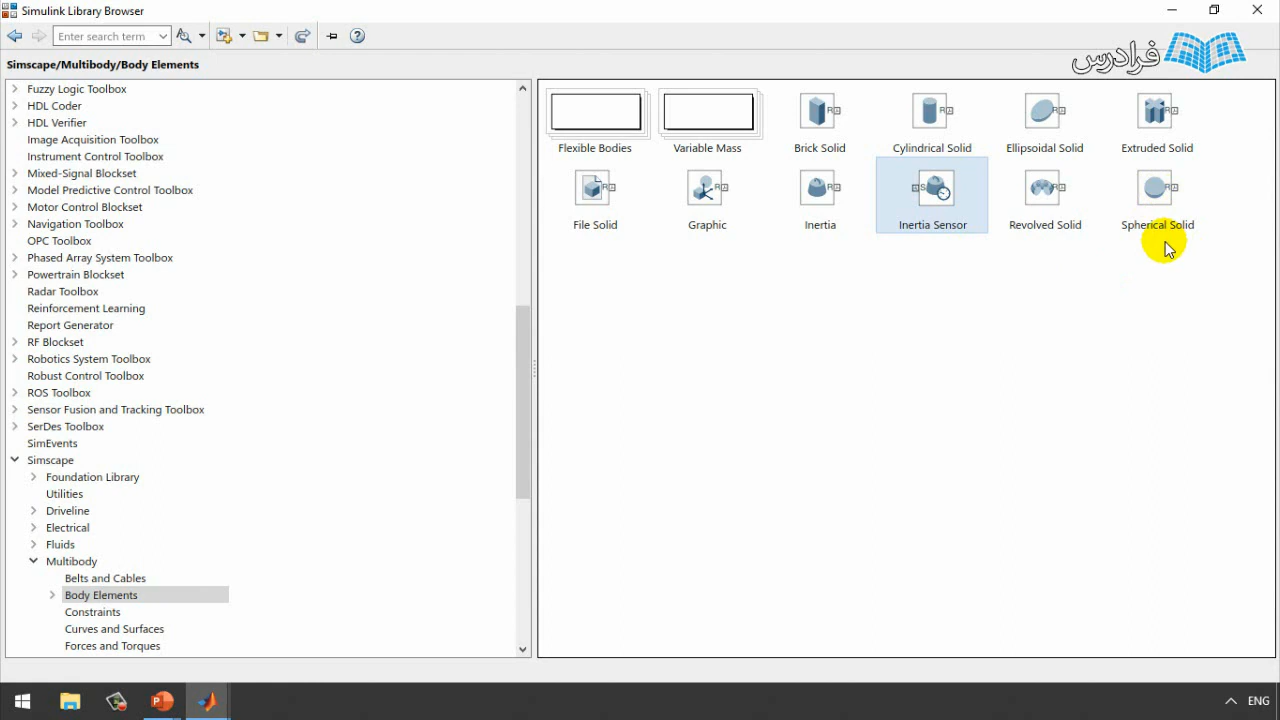 Simulink Library Browser
Enter search term
Simscape/Multibody/Body Elements
فرادرس
Fuzzy Logic Toolbox
HDL Coder
HDL Verifier
Image Acquisition Toolbox
Instrument Control Toolbox
Mixed-Signal Blockset
Model Predictive Control Toolbox
Motor Control Blockset
Navigation Toolbox
OPC Toolbox
Phased Array System Toolbox
Powertrain Blockset
Radar Toolbox
Reinforcement Learning
Report Generator
RF Blockset
Robotics System Toolbox
Robust Control Toolbox
ROS Toolbox
Sensor Fusion and Tracking Toolbox
SerDes Toolbox
SimEvents
Simscape
Foundation Library
Utilities
Driveline
Electrical
Fluids
Multibody
Belts and Cables
Body Elements
Constraints
Curves and Surfaces
Forces and Torques
Flexible Bodies
Variable Mass
Brick Solid
Cylindrical Solid
Ellipsoidal Solid
Extruded Solid
File Solid
Graphic
Inertia
Inertia Sensor
Revolved Solid
Spherical Solid
ENG